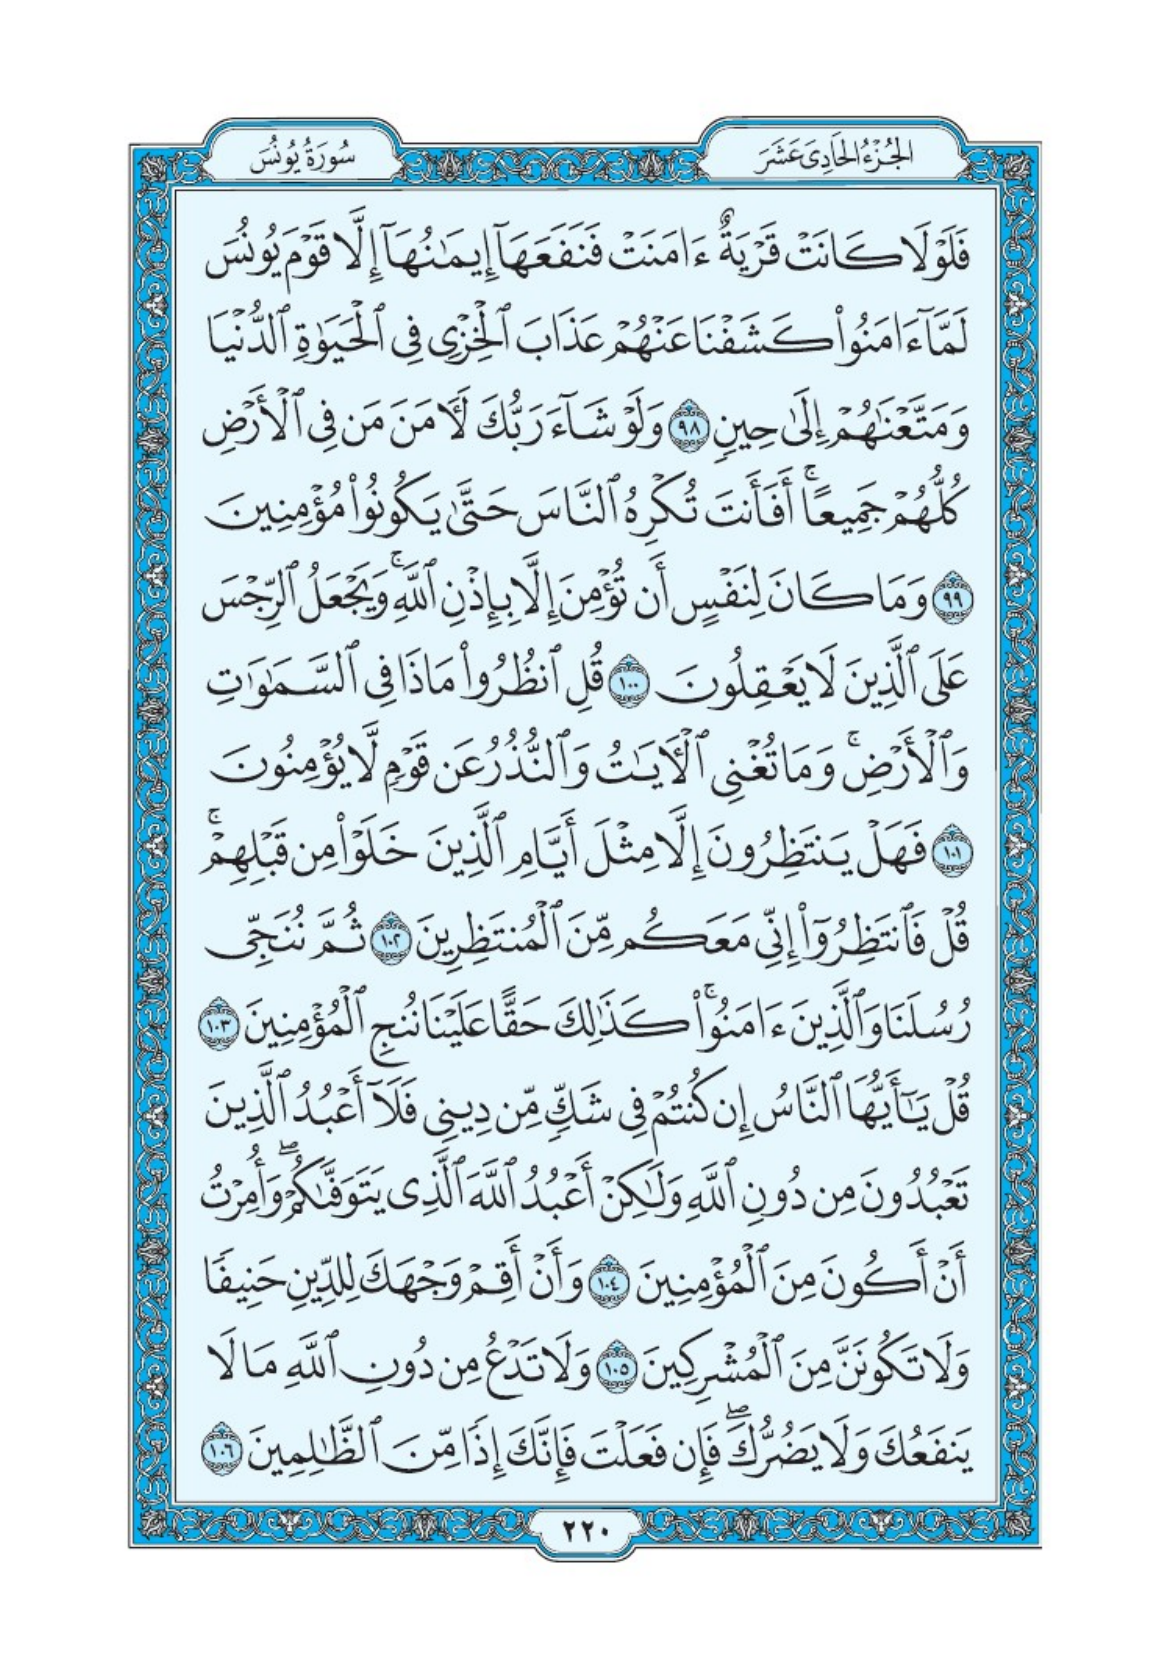 الجُزْءُ الحَادِى عَشَرَ
سُورَةُ يُونُسَ
فَلَوْلَا كَانَتْ قَرْيَةٌ ءَامَنَتْ فَنَفَعَهَآ إِيمَـٰنُهَآ إِلَّا قَوْمَ يُونُسَ
لَمَّآ ءَامَنُوا۟ كَشَفْنَا عَنْهُمْ عَذَابَ ٱلْخِزْىِ فِى ٱلْحَيَوٰةِ ٱلدُّنْيَا
وَمَتَّعْنَـٰهُمْ إِلَىٰ حِينٍ ٩٨ وَلَوْ شَآءَ رَبُّكَ لَـَٔامَنَ مَن فِى ٱلْأَرْضِ
كُلُّهُمْ جَمِيعًا ۚ أَفَأَنتَ تُكْرِهُ ٱلنَّاسَ حَتَّىٰ يَكُونُوا۟ مُؤْمِنِينَ
٩٩ وَمَا كَانَ لِنَفْسٍ أَن تُؤْمِنَ إِلَّا بِإِذْنِ ٱللَّهِ ۚ وَيَجْعَلُ ٱلرِّجْسَ
عَلَى ٱلَّذِينَ لَا يَعْقِلُونَ ١٠٠ قُلِ ٱنظُرُوا۟ مَاذَا فِى ٱلسَّمَـٰوَٰتِ
وَٱلْأَرْضِ ۚ وَمَا تُغْنِى ٱلْـَٔايَـٰتُ وَٱلنُّذُرُ عَن قَوْمٍ لَّا يُؤْمِنُونَ
١٠١ فَهَلْ يَنتَظِرُونَ إِلَّا مِثْلَ أَيَّامِ ٱلَّذِينَ خَلَوْا۟ مِن قَبْلِهِمْ ۚ
قُلْ فَٱنتَظِرُوٓا۟ إِنِّى مَعَكُم مِّنَ ٱلْمُنتَظِرِينَ ١٠٢ ثُمَّ نُنَجِّى
رُسُلَنَا وَٱلَّذِينَ ءَامَنُوا۟ ۚ كَذَٰلِكَ حَقًّا عَلَيْنَا نُنجِ ٱلْمُؤْمِنِينَ ١٠٣
قُلْ يَـٰٓأَيُّهَا ٱلنَّاسُ إِن كُنتُمْ فِى شَكٍّ مِّن دِينِى فَلَآ أَعْبُدُ ٱلَّذِينَ
تَعْبُدُونَ مِن دُونِ ٱللَّهِ وَلَـٰكِنْ أَعْبُدُ ٱللَّهَ ٱلَّذِى يَتَوَفَّىٰكُمْ ۖ وَأُمِرْتُ
أَنْ أَكُونَ مِنَ ٱلْمُؤْمِنِينَ ١٠٤ وَأَنْ أَقِمْ وَجْهَكَ لِلدِّينِ حَنِيفًا
وَلَا تَكُونَنَّ مِنَ ٱلْمُشْرِكِينَ ١٠٥ وَلَا تَدْعُ مِن دُونِ ٱللَّهِ مَا لَا
يَنفَعُكَ وَلَا يَضُرُّكَ ۖ فَإِن فَعَلْتَ فَإِنَّكَ إِذًا مِّنَ ٱلظَّـٰلِمِينَ ١٠٦
٢٢٠